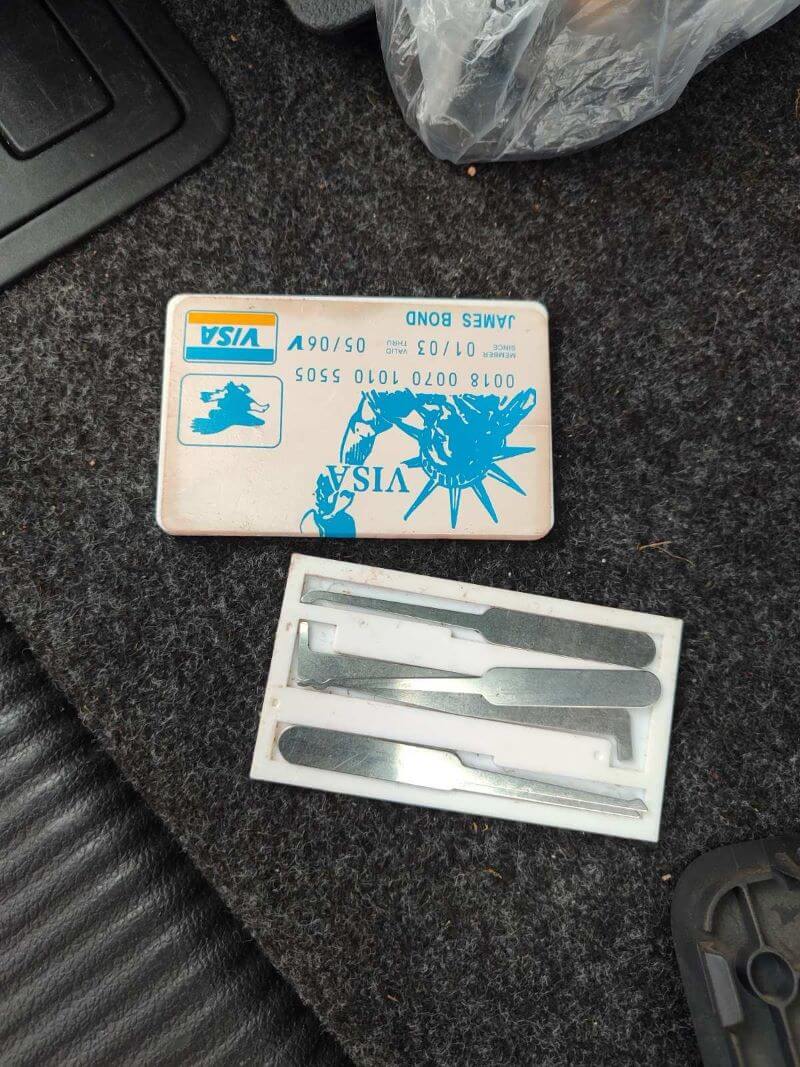 VISA
0018 0070 1010 5505
MEMBER SINCE 01/03 VALID THRU 05/06 V
VISA
JAMES BOND